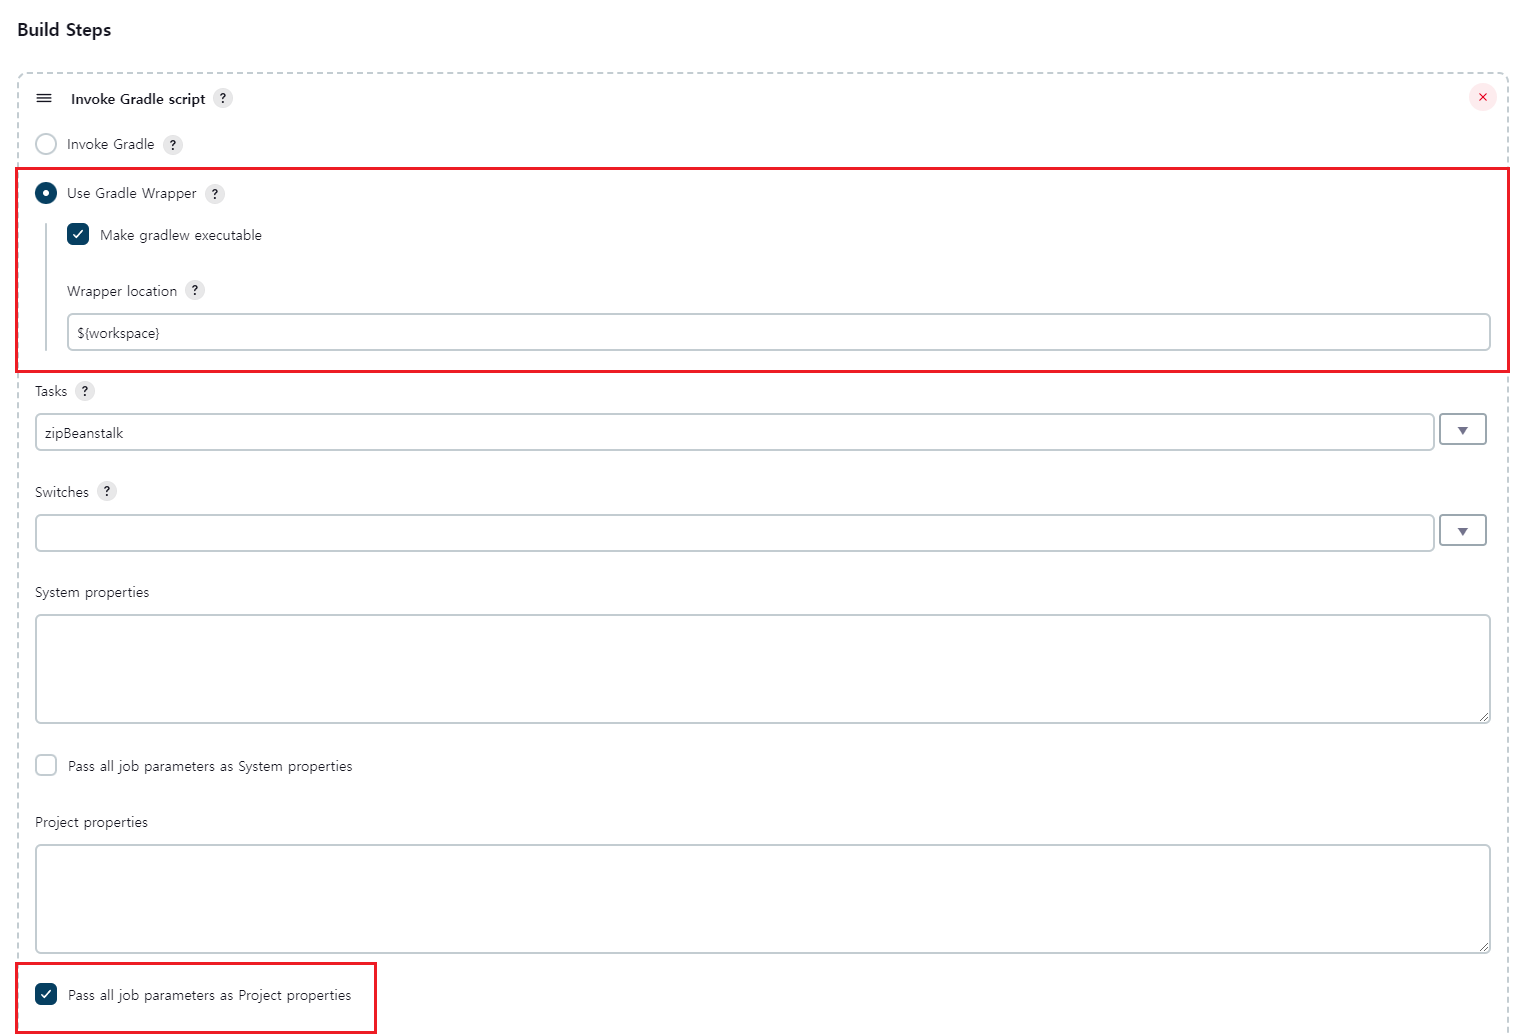 Build Steps
Invoke Gradle script ?
Invoke Gradle ?
Use Gradle Wrapper ?
Make gradlew executable
Wrapper location ?
${workspace}
Tasks ?
zipBeanstalk
Switches ?
System properties
Pass all job parameters as System properties
Project properties
Pass all job parameters as Project properties